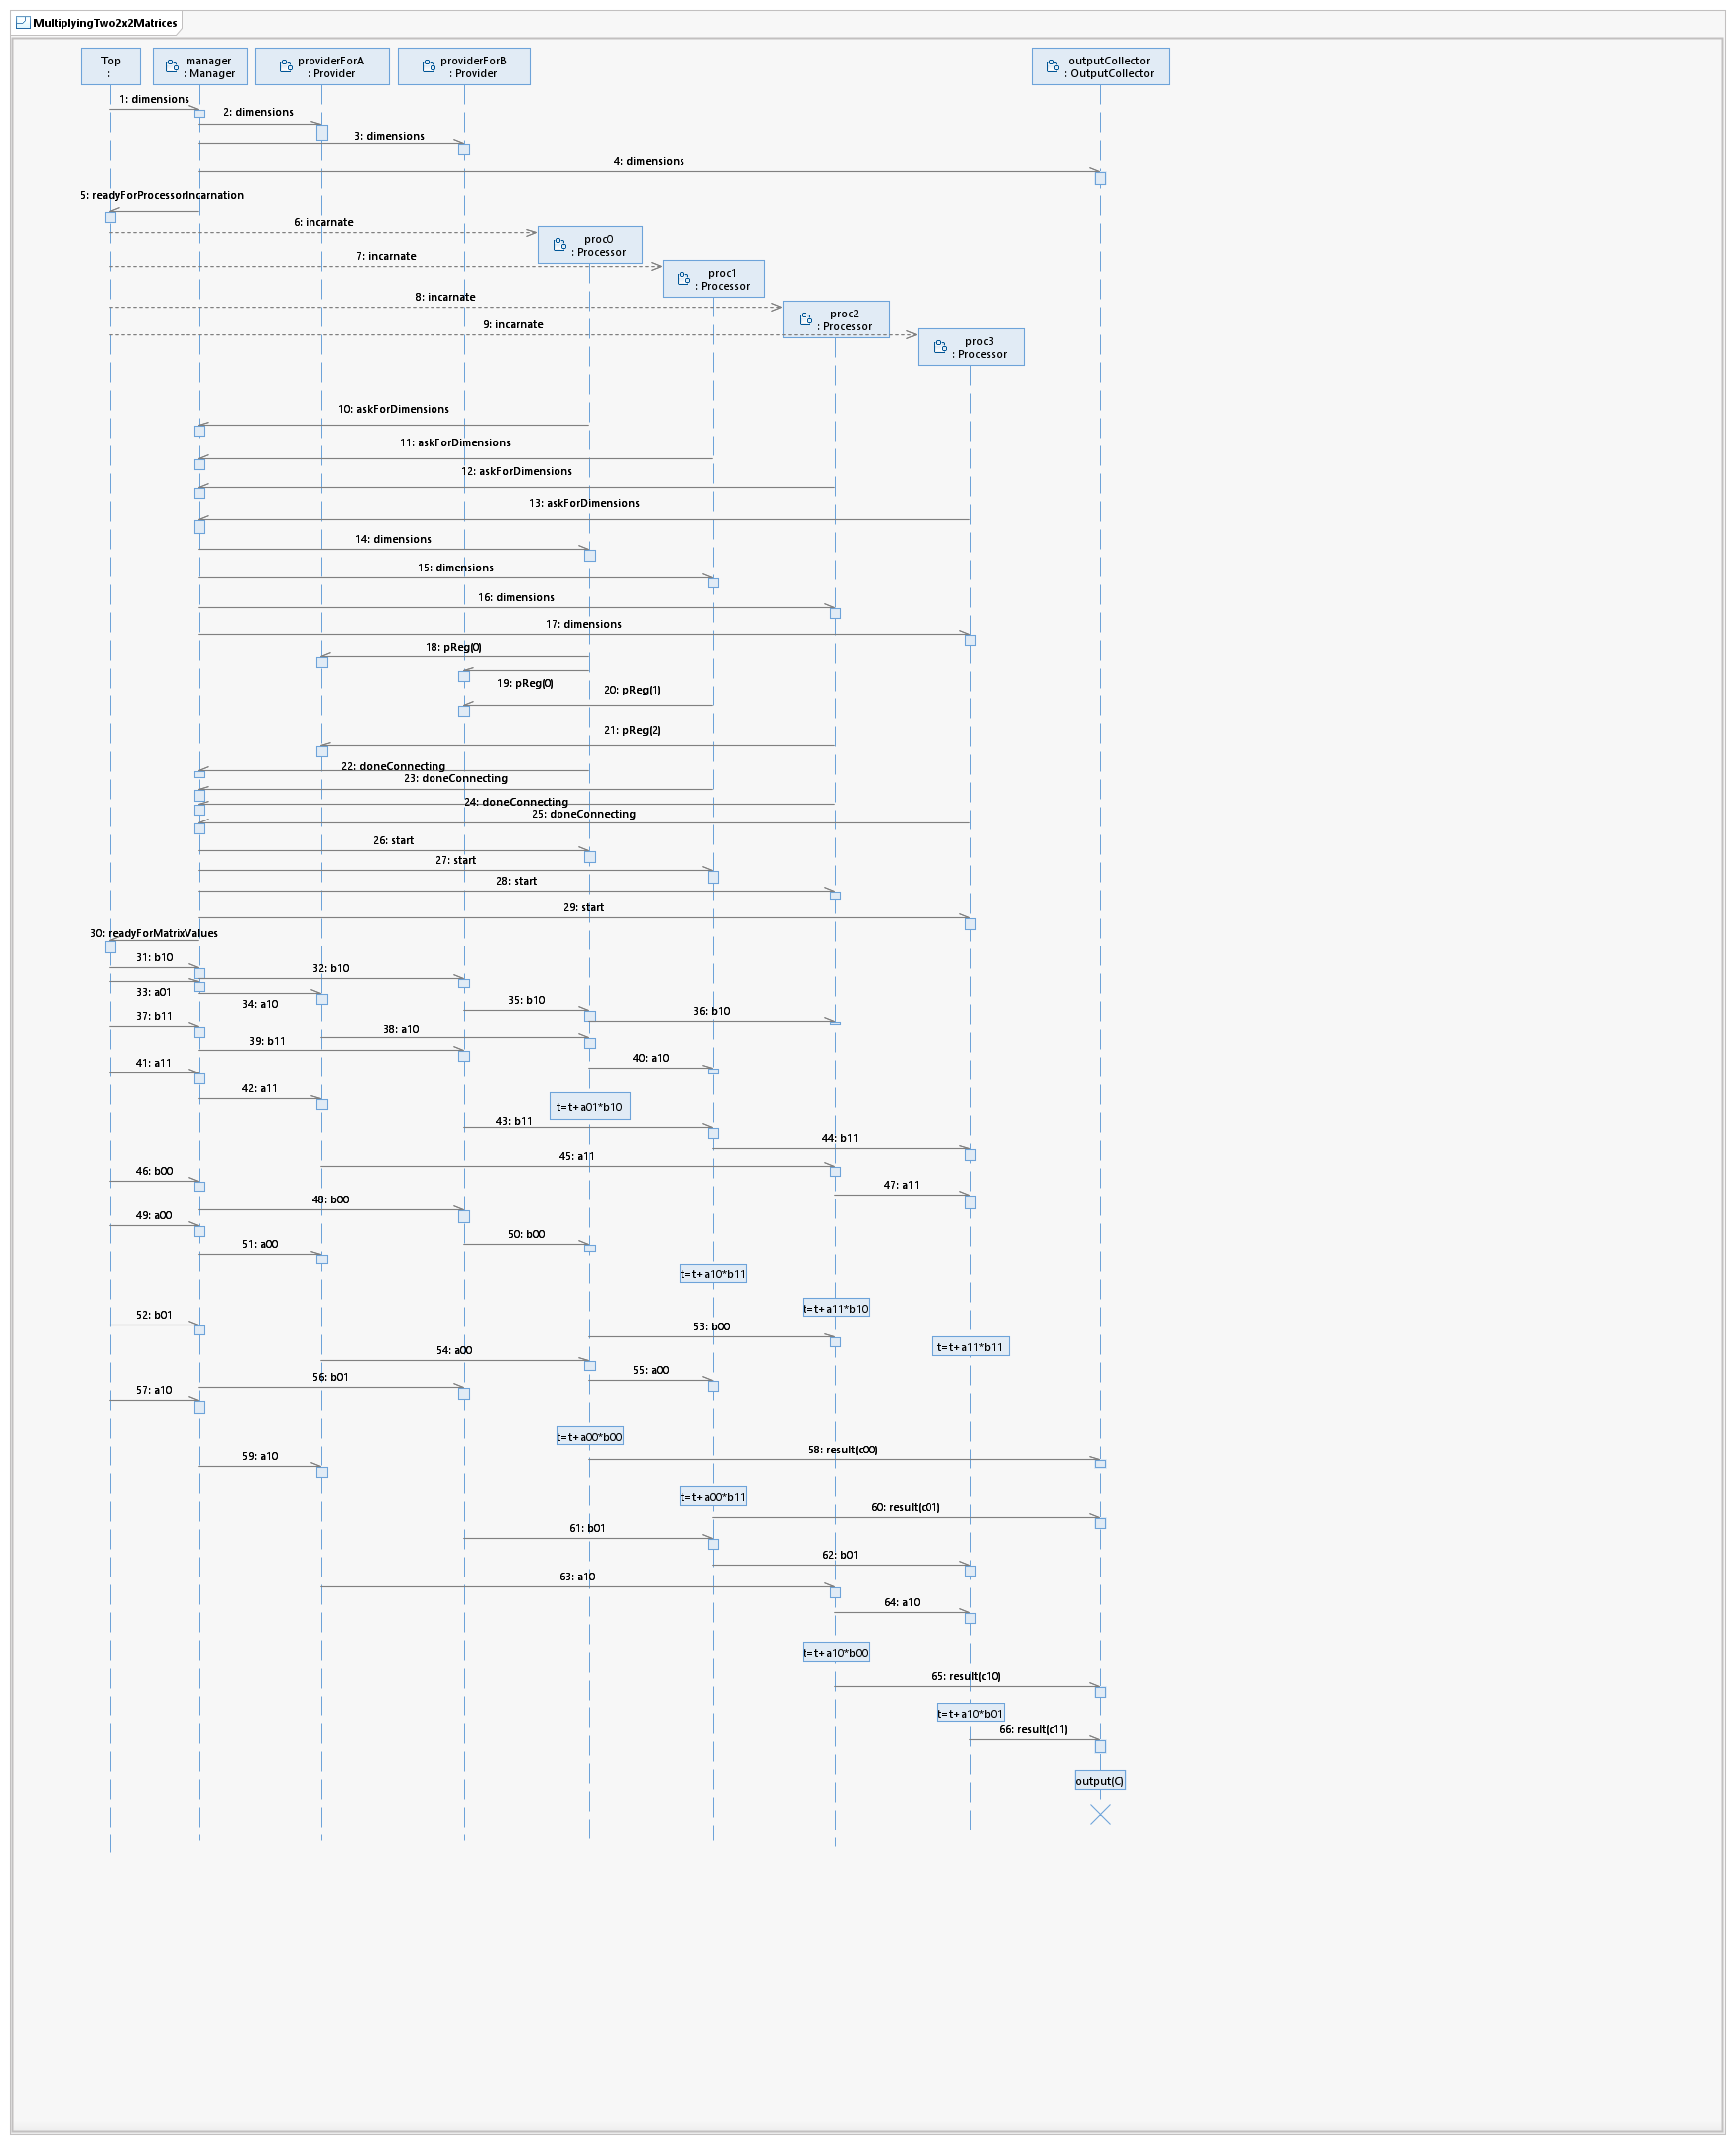 MultiplyingTwo2x2Matrices
Top
:
manager
: Manager
providerForA
: Provider
providerForB
: Provider
outputCollector
: OutputCollector
1: dimensions
2: dimensions
3: dimensions
4: dimensions
5: readyForProcessorIncarnation
6: incarnate
proc0
: Processor
7: incarnate
proc1
: Processor
8: incarnate
proc2
: Processor
9: incarnate
proc3
: Processor
10: askForDimensions
11: askForDimensions
12: askForDimensions
13: askForDimensions
14: dimensions
15: dimensions
16: dimensions
17: dimensions
18: pReg(0)
19: pReg(0)
20: pReg(1)
21: pReg(2)
22: doneConnecting
23: doneConnecting
24: doneConnecting
25: doneConnecting
26: start
27: start
28: start
29: start
30: readyForMatrixValues
31: b10
32: b10
33: a01
34: a10
35: b10
36: b10
37: b11
38: a10
39: b11
40: a10
41: a11
42: a11
t=t+a01*b10
43: b11
44: b11
45: a11
46: b00
47: a11
48: b00
49: a00
50: b00
51: a00
t=t+a10*b11
t=t+a11*b10
52: b01
53: b00
t=t+a11*b11
54: a00
55: a00
56: b01
57: a10
t=t+a00*b00
58: result(c00)
59: a10
t=t+a00*b11
60: result(c01)
61: b01
62: b01
63: a10
64: a10
t=t+a10*b00
65: result(c10)
t=t+a10*b01
66: result(c11)
output(C)